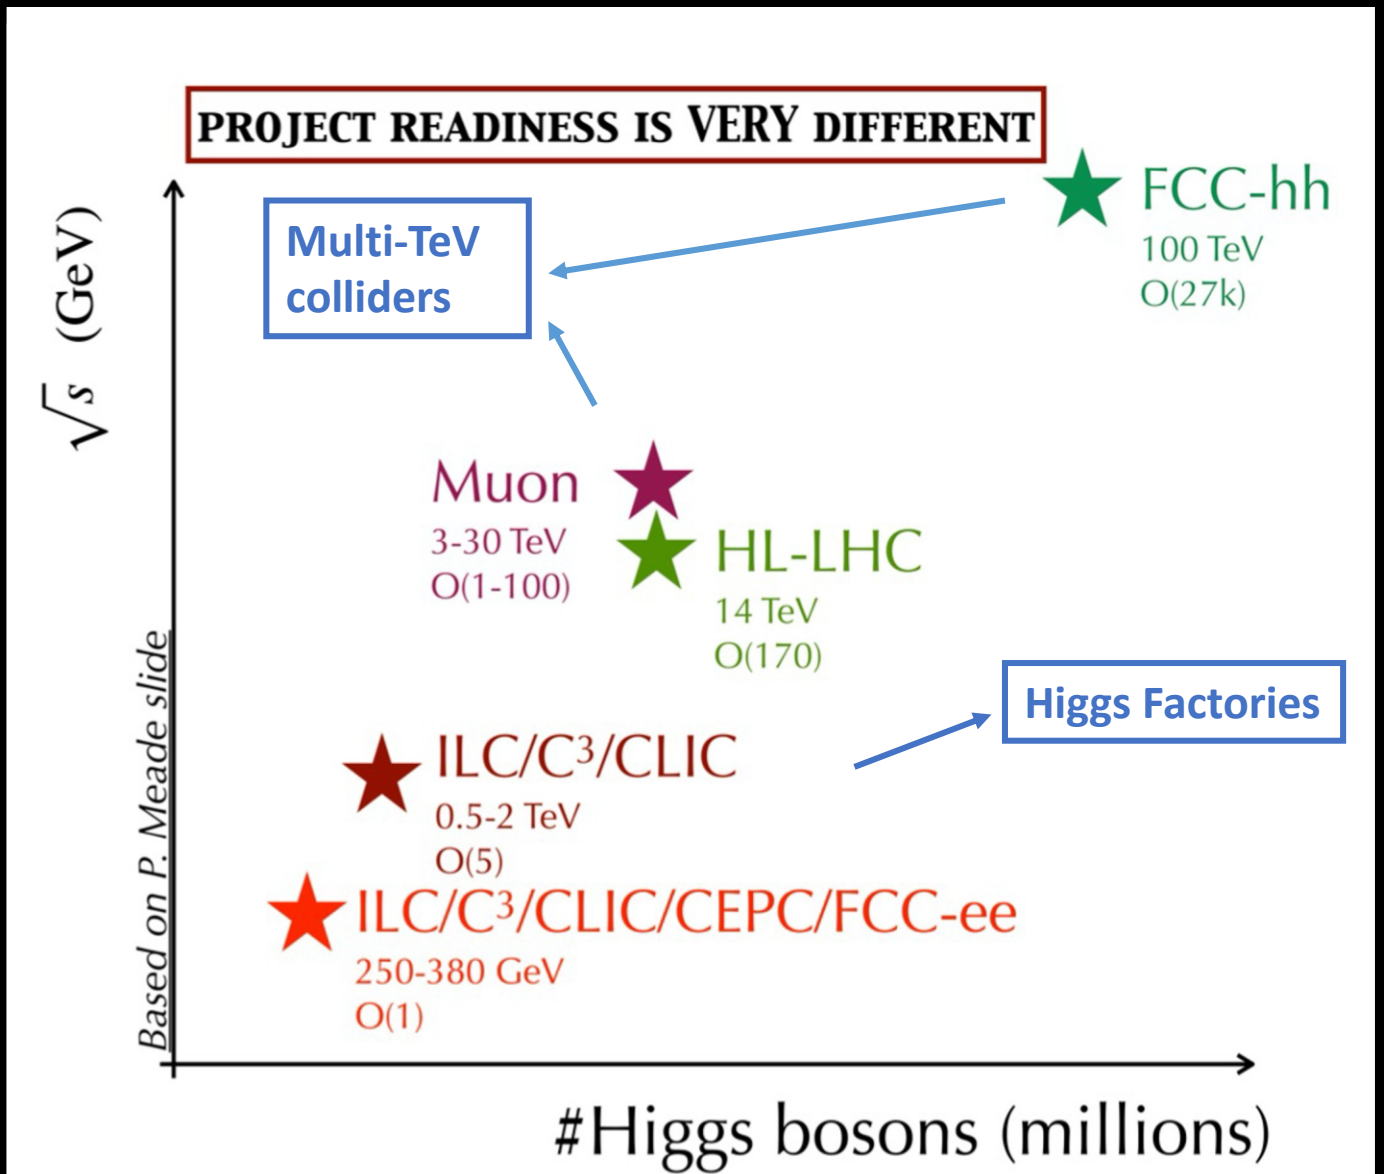 PROJECT READINESS IS VERY DIFFERENT
FCC-hh
100 TeV
O(27k)
Multi-TeV
colliders
√s (GeV)
Muon
3-30 TeV
O(1-100)
HL-LHC
14 TeV
O(170)
Higgs Factories
ILC/C³/CLIC
0.5-2 TeV
O(5)
ILC/C³/CLIC/CEPC/FCC-ee
250-380 GeV
O(1)
Based on P. Meade slide
#Higgs bosons (millions)